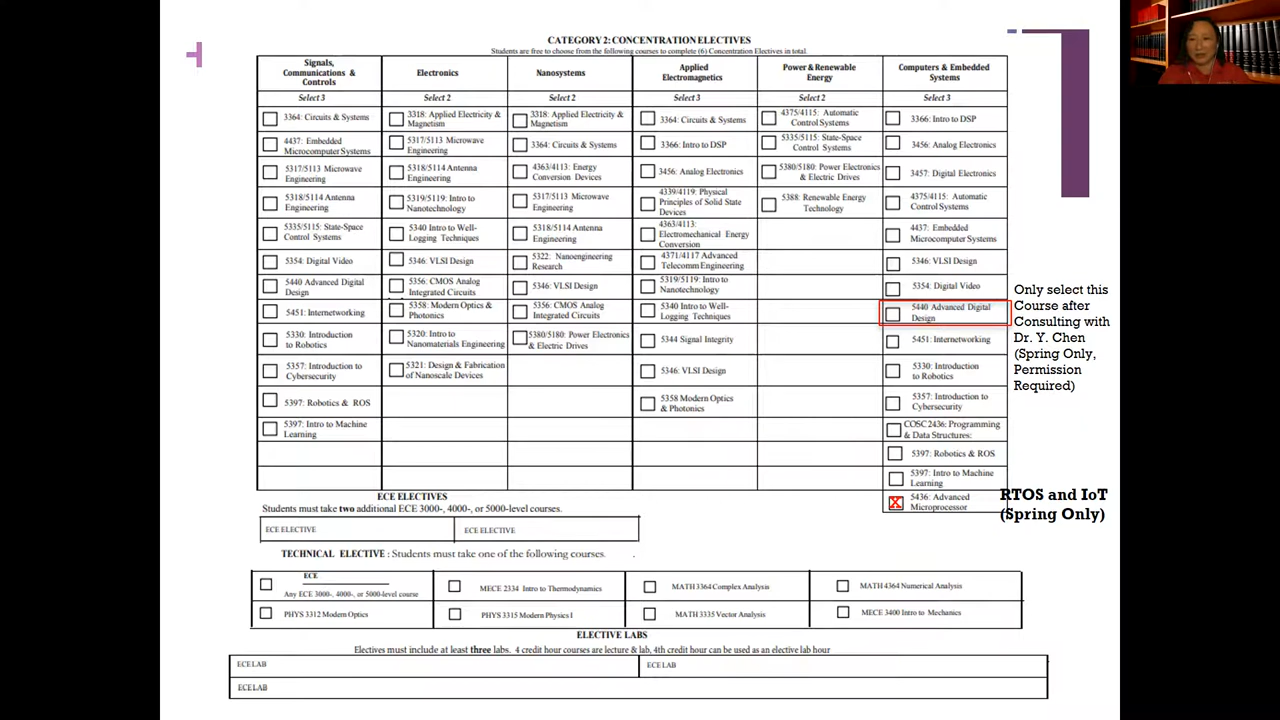 CATEGORY 2: CONCENTRATION ELECTIVES
Students are free to choose from the following courses to complete (6) Concentration Electives in total.
Signals,
Communications &
Controls
Select 3
3364: Circuits & Systems
4437: Embedded
Microcomputer Systems
5317/5113 Microwave
Engineering
5318/5114 Antenna
Engineering
5335/5115: State-Space
Control Systems
5354: Digital Video
5440 Advanced Digital
Design
5451: Internetworking
5330: Introduction
to Robotics
5357: Introduction to
Cybersecurity
5397: Robotics & ROS
5397: Intro to Machine
Learning
Electronics
Select 2
3318: Applied Electricity &
Magnetism
5317/5113 Microwave
Engineering
5318/5114 Antenna
Engineering
5319/5119: Intro to
Nanotechnology
5340 Intro to Well-
Logging Techniques
5346: VLSI Design
5356: CMOS Analog
Integrated Circuits
5358: Modern Optics &
Photonics
5320: Intro to
Nanomaterials Engineering
5321: Design & Fabrication
of Nanoscale Devices
Nanosystems
Select 2
3318: Applied Electricity &
Magnetism
3364: Circuits & Systems
4363/4113: Energy
Conversion Devices
5317/5113 Microwave
Engineering
5318/5114 Antenna
Engineering
5322: Nanoengineering
Research
5346: VLSI Design
5356: CMOS Analog
Integrated Circuits
5380/5180: Power Electronics
& Electric Drives
Applied
Electromagnetics
Select 3
3364: Circuits & Systems
3366: Intro to DSP
3456: Analog Electronics
4339/4119: Physical
Principles of Solid State
Devices
4363/4113:
Electromechanical Energy
Conversion
4371/4117 Advanced
Telecomm Engineering
5319/5119: Intro to
Nanotechnology
5340 Intro to Well-
Logging Techniques
5344 Signal Integrity
5346: VLSI Design
5358 Modern Optics
& Photonics
Power & Renewable
Energy
Select 2
4375/4115: Automatic
Control Systems
5335/5115: State-Space
Control Systems
5380/5180: Power Electronics
& Electric Drives
5388: Renewable Energy
Technology
Computers & Embedded
Systems
Select 3
3366: Intro to DSP
3456: Analog Electronics
3457: Digital Electronics
4375/4115: Automatic
Control Systems
4437: Embedded
Microcomputer Systems
5346: VLSI Design
5354: Digital Video
5440 Advanced Digital
Design
5451: Internetworking
5330: Introduction
to Robotics
5357: Introduction to
Cybersecurity
COSC 2436: Programming
& Data Structures:
5397: Robotics & ROS
5397: Intro to Machine
Learning
X 5436: Advanced
Microprocessor
Only select this
Course after
Consulting with
Dr. Y. Chen
(Spring Only,
Permission
Required)
RTOS and IoT
(Spring Only)
ECE ELECTIVES
Students must take two additional ECE 3000-, 4000-, or 5000-level courses.
ECE ELECTIVE
ECE ELECTIVE
TECHNICAL ELECTIVE : Students must take one of the following courses.
ECE
Any ECE 3000-, 4000-, or 5000-level course
MECE 2334 Intro to Thermodynamics
MATH 3364 Complex Analysis
MATH 4364 Numerical Analysis
PHYS 3312 Modern Optics
PHYS 3315 Modern Physics I
MATH 3335 Vector Analysis
MECE 3400 Intro to Mechanics
ELECTIVE LABS
Electives must include at least three labs. 4 credit hour courses are lecture & lab, 4th credit hour can be used as an elective lab hour
ECE LAB
ECE LAB
ECE LAB